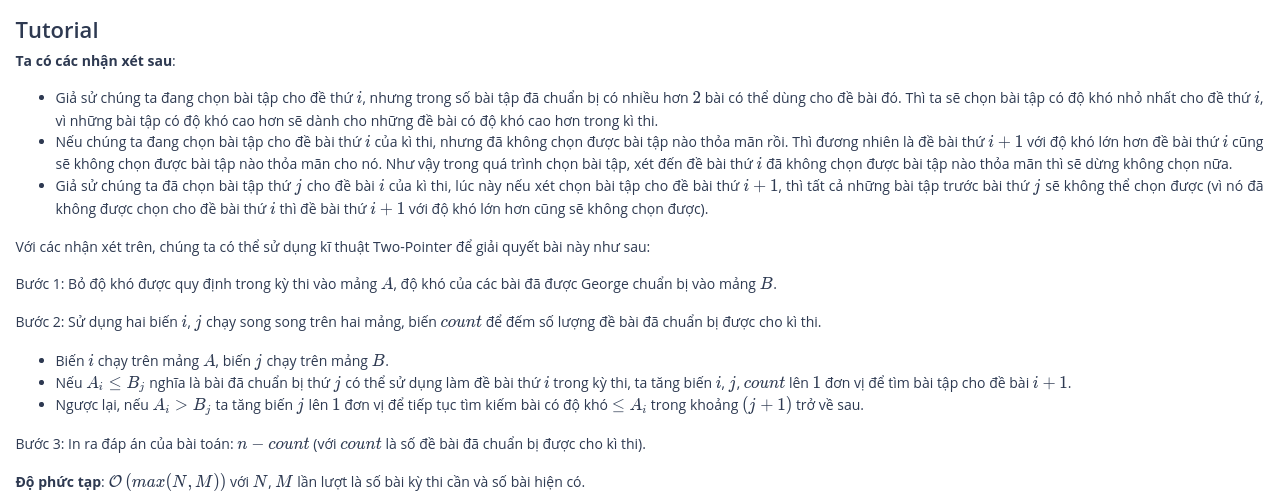 Tutorial
Ta có các nhận xét sau:
• Giả sử chúng ta đang chọn bài tập cho đề thứ i, nhưng trong số bài tập đã chuẩn bị có nhiều hơn 2 bài có thể dùng cho đề bài đó. Thì ta sẽ chọn bài tập có độ khó nhỏ nhất cho đề thứ i,
vì những bài tập có độ khó cao hơn sẽ dành cho những đề bài có độ khó cao hơn trong kì thi.
• Nếu chúng ta đang chọn bài tập cho đề bài thứ i của kì thi, nhưng đã không chọn được bài tập nào thỏa mãn rồi. Thì đương nhiên là đề bài thứ i + 1 với độ khó lớn hơn đề bài thứ i cũng
sẽ không chọn được bài tập nào thỏa mãn cho nó. Như vậy trong quá trình chọn bài tập, xét đến đề bài thứ i đã không chọn được bài tập nào thỏa mãn thì sẽ dừng không chọn nữa.
• Giả sử chúng ta đã chọn bài tập thứ j cho đề bài i của kì thi, lúc này nếu xét chọn bài tập cho đề bài thứ i + 1, thì tất cả những bài tập trước bài thứ j sẽ không thể chọn được (vì nó đã
không được chọn cho đề bài thứ i thì đề bài thứ i + 1 với độ khó lớn hơn cũng sẽ không chọn được).
Với các nhận xét trên, chúng ta có thể sử dụng kĩ thuật Two-Pointer để giải quyết bài này như sau:
Bước 1: Bỏ độ khó được quy định trong kỳ thi vào mảng A, độ khó của các bài đã được George chuẩn bị vào mảng B.
Bước 2: Sử dụng hai biến i, j chạy song song trên hai mảng, biến count để đếm số lượng đề bài đã chuẩn bị được cho kì thi.
• Biến i chạy trên mảng A, biến j chạy trên mảng B.
• Nếu A_i ≤ B_j nghĩa là bài đã chuẩn bị thứ j có thể sử dụng làm đề bài thứ i trong kỳ thi, ta tăng biến i, j, count lên 1 đơn vị để tìm bài tập cho đề bài i + 1.
• Ngược lại, nếu A_i > B_j ta tăng biến j lên 1 đơn vị để tiếp tục tìm kiếm bài có độ khó ≤ A_i trong khoảng (j + 1) trở về sau.
Bước 3: In ra đáp án của bài toán: n − count (với count là số đề bài đã chuẩn bị được cho kì thi).
Độ phức tạp: O (max(N, M)) với N, M lần lượt là số bài kỳ thi cần và số bài hiện có.